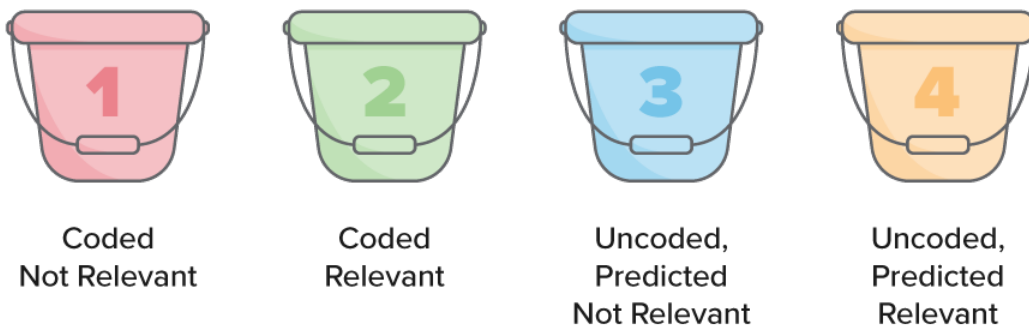 1
2
3
4
Coded
Not Relevant
Coded
Relevant
Uncoded,
Predicted
Not Relevant
Uncoded,
Predicted
Relevant